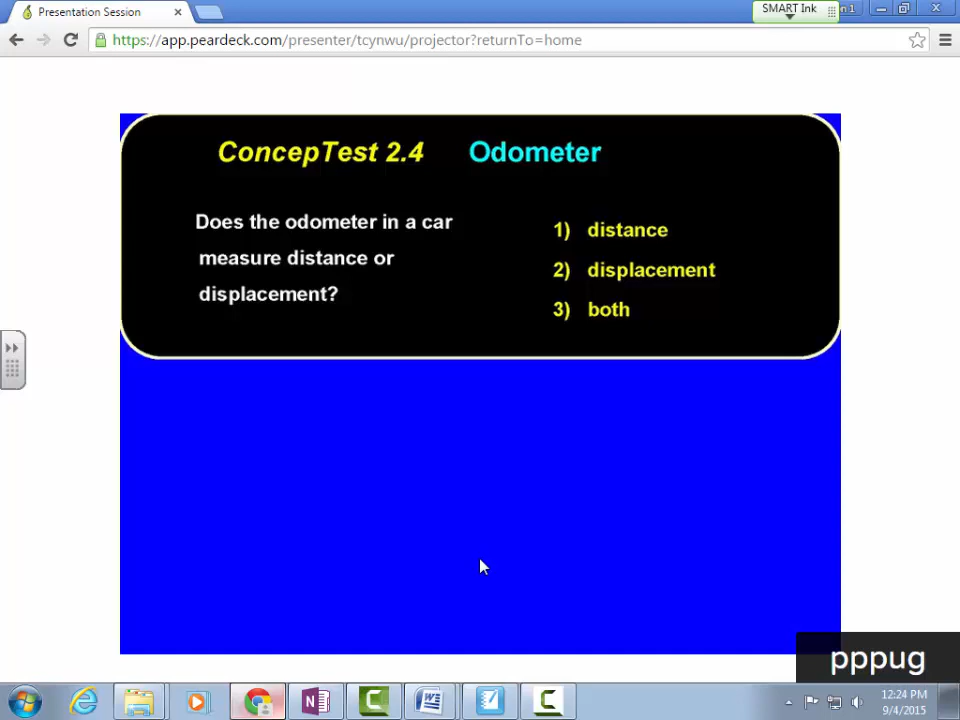 Presentation Session
SMART Ink
https://app.peardeck.com/presenter/tcynwu/projector?returnTo=home
ConcepTest 2.4 Odometer
Does the odometer in a car
measure distance or
displacement?
1) distance
2) displacement
3) both
pppug
12:24 PM
9/4/2015